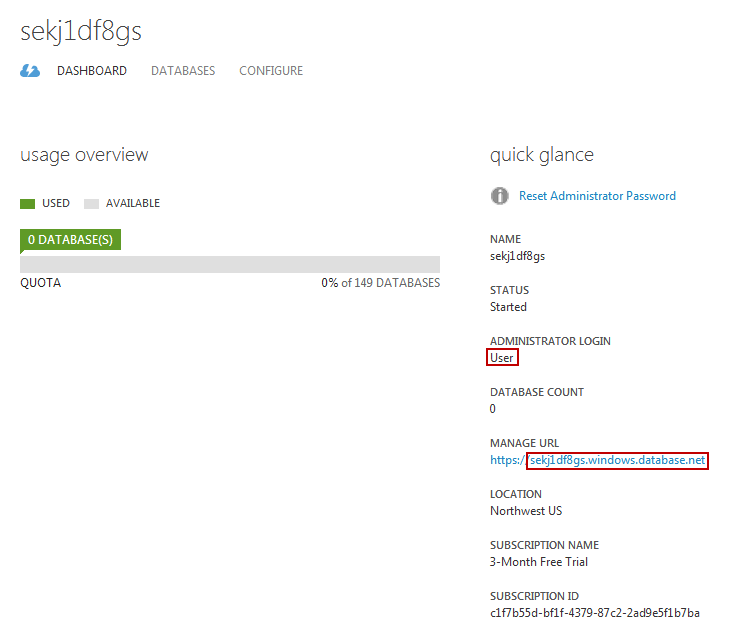 sekj1df8gs
DASHBOARD DATABASES CONFIGURE
usage overview
USED AVAILABLE
0 DATABASE(S)
QUOTA 0% of 149 DATABASES
quick glance
Reset Administrator Password
NAME
sekj1df8gs
STATUS
Started
ADMINISTRATOR LOGIN
User
DATABASE COUNT
0
MANAGE URL
https://sekj1df8gs.windows.database.net
LOCATION
Northwest US
SUBSCRIPTION NAME
3-Month Free Trial
SUBSCRIPTION ID
c1f7b55d-bf1f-4379-87c2-2ad9e5f1b7ba